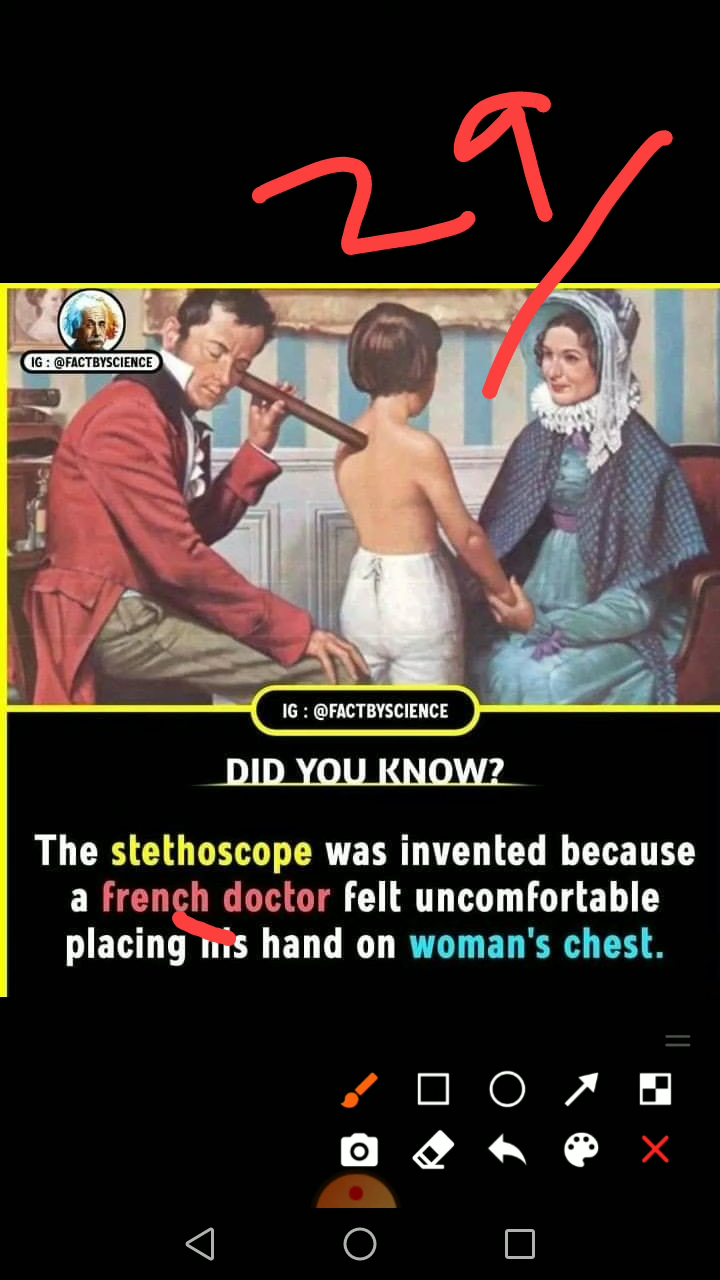 29/
IG : @FACTBYSCIENCE
IG : @FACTBYSCIENCE
DID YOU KNOW?
The stethoscope was invented because
a french doctor felt uncomfortable
placing his hand on woman's chest.